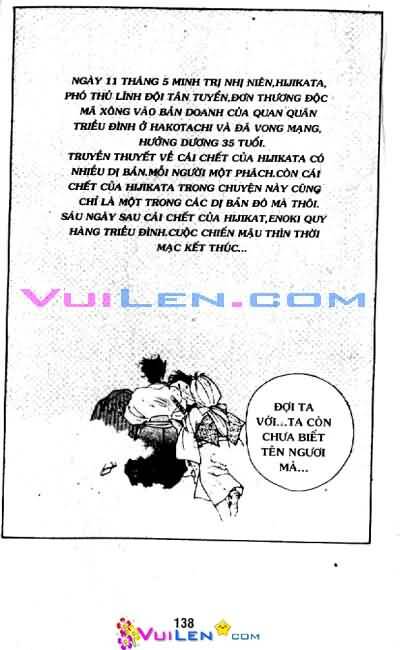 NGÀY 11 THÁNG 5 MINH TRỊ NHỊ NIÊN,HIJIKATA,
PHÓ THỦ LĨNH ĐỘI TÂN TUYỂN,ĐƠN THƯƠNG ĐỘC
MÃ XÔNG VÀO BẢN DOANH CỦA QUAN QUÂN
TRIỀU ĐÌNH Ở HAKOTACHI VÀ ĐÃ VONG MẠNG,
HƯỞNG DƯƠNG 35 TUỔI.
TRUYỀN THUYẾT VỀ CÁI CHẾT CỦA HIJIKATA CÓ
NHIỀU DỊ BẢN.MỖI NGƯỜI MỘT PHÁCH.CÒN CÁI
CHẾT CỦA HIJIKATA TRONG CHUYỆN NÀY CŨNG
CHỈ LÀ MỘT TRONG CÁC DỊ BẢN ĐÓ MÀ THÔI.
SÁU NGÀY SAU CÁI CHẾT CỦA HIJIKAT,ENOKI QUY
HÀNG TRIỀU ĐÌNH.CUỘC CHIẾN MẬU THÌN THỜI
MẠC KẾT THÚC...
VUILEN.COM
ĐỢI TA
VỚI...TA CÒN
CHƯA BIẾT
TÊN NGƯƠI
MÀ...
138
VUILEN.COM